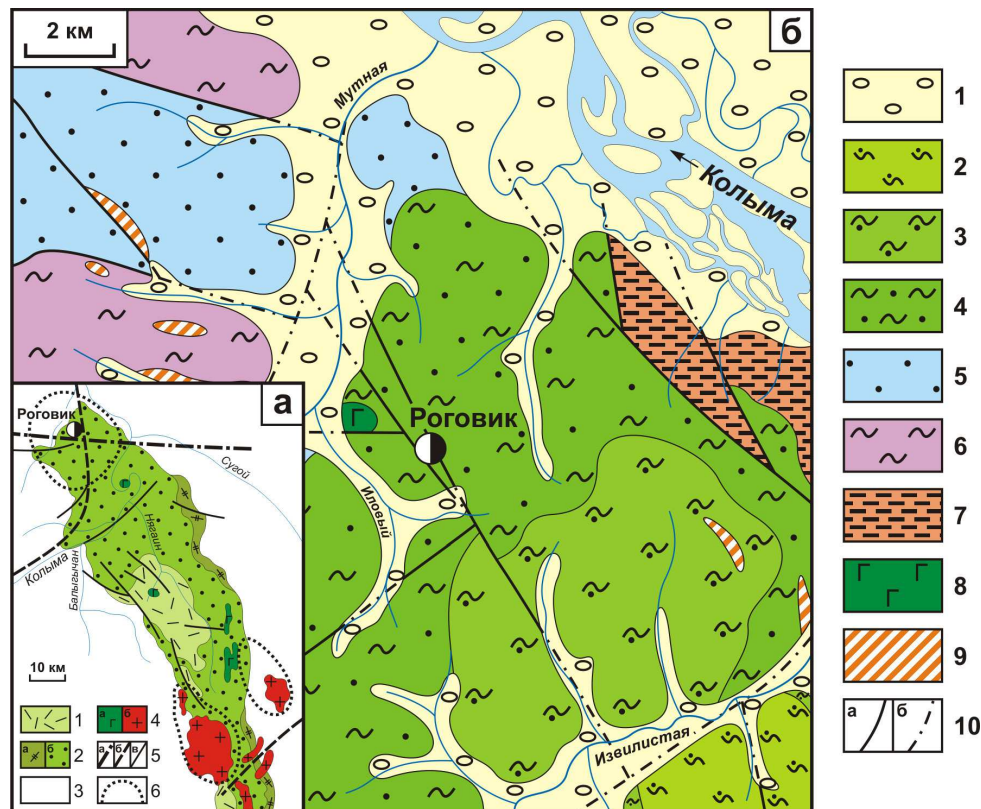 2 км
б
Мутная
Колыма
Роговик
Г
Иловый
Извилистая
а
Роговик
Сугой
Нягаин
Колыма
Балыгычан
Г
10 км
1
а б 2
3
а Г б 4
а б в 5
6
1
2
3
4
5
6
7
Г Г Г 8
9
а б 10